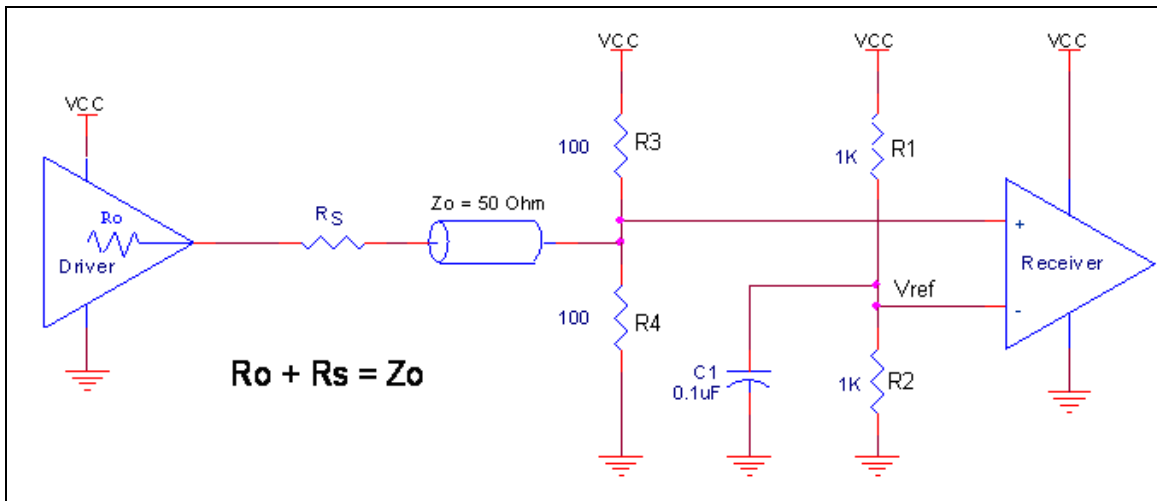 VCC
VCC
VCC
VCC
100
R3
1K
R1
Zo = 50 Ohm
RS
Ro
Driver
+
Receiver
Vref
-
100
R4
C1
0.1uF
1K
R2
Ro + Rs = Zo